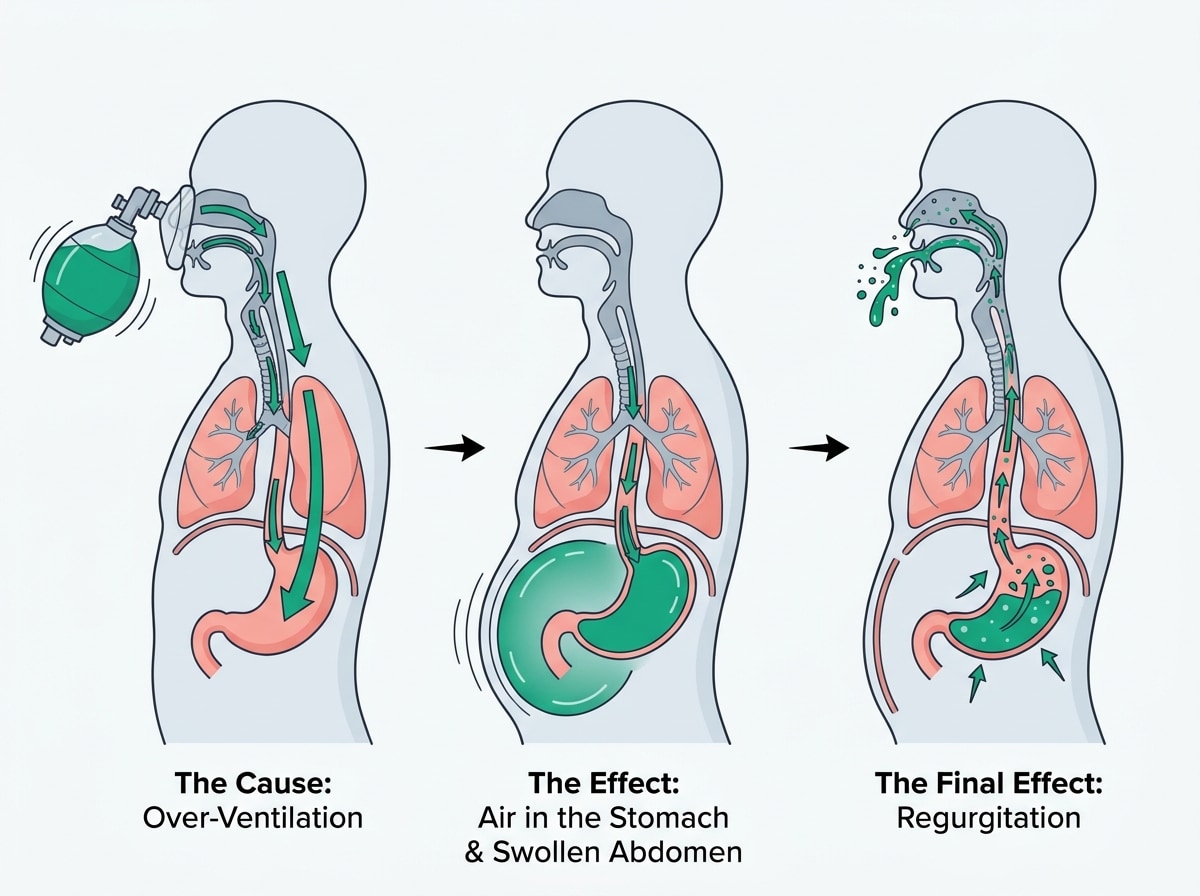 The Cause:
Over-Ventilation
The Effect:
Air in the Stomach
& Swollen Abdomen
The Final Effect:
Regurgitation